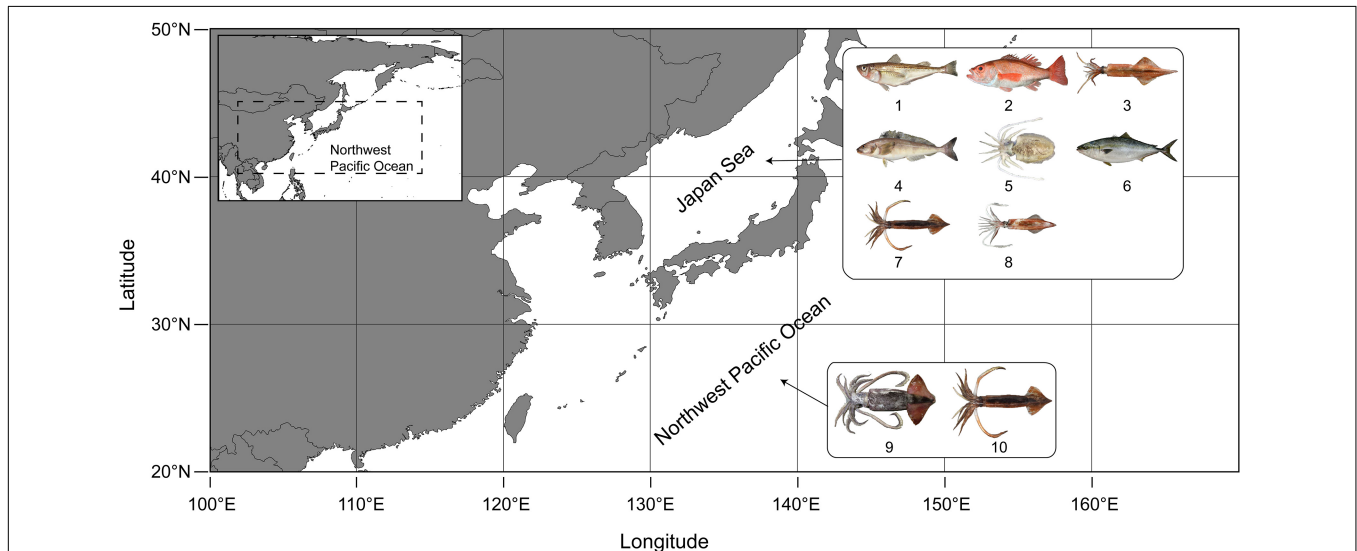 50°N
40°N
30°N
20°N
Latitude
Northwest
Pacific Ocean
Japan Sea
Northwest Pacific Ocean
1 2 3
4 5 6
7 8
9 10
100°E 110°E 120°E 130°E 140°E 150°E 160°E
Longitude